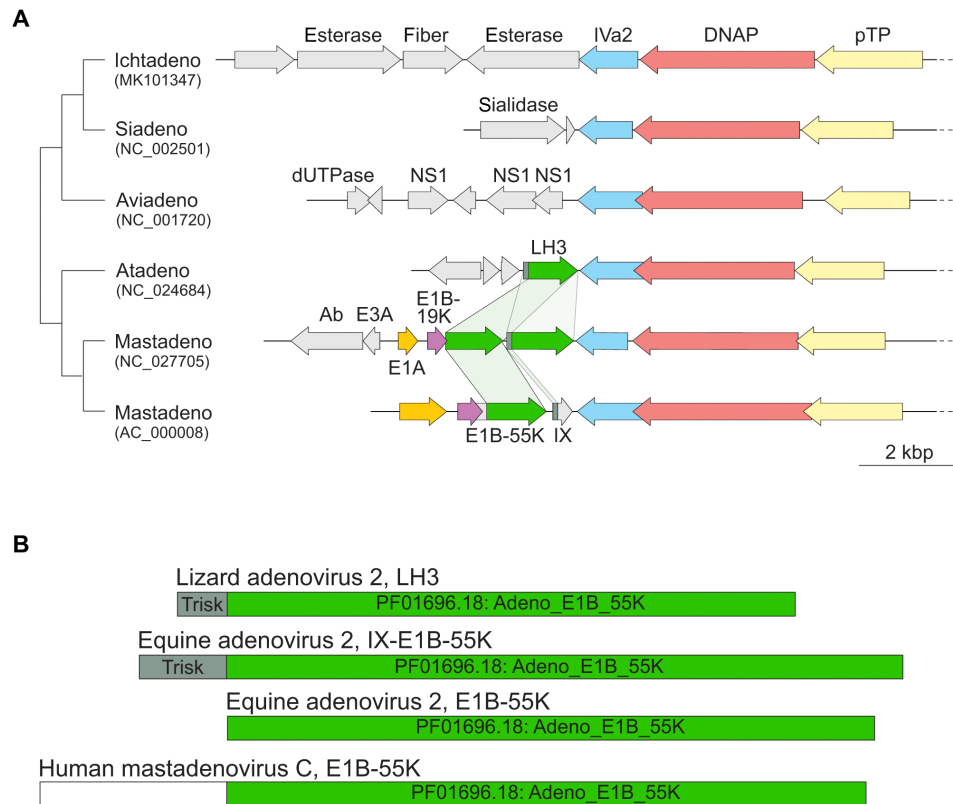 A
Esterase Fiber Esterase IVa2 DNAP pTP
Ichtadeno
(MK101347)
Sialidase
Siadeno
(NC_002501)
dUTPase NS1 NS1 NS1
Aviadeno
(NC_001720)
LH3
Atadeno
(NC_024684)
E1B-
19K
Ab E3A
Mastadeno
(NC_027705)
E1A
Mastadeno
(AC_000008)
E1B-55K IX
2 kbp
B
Lizard adenovirus 2, LH3
Trisk PF01696.18: Adeno_E1B_55K
Equine adenovirus 2, IX-E1B-55K
Trisk PF01696.18: Adeno_E1B_55K
Equine adenovirus 2, E1B-55K
PF01696.18: Adeno_E1B_55K
Human mastadenovirus C, E1B-55K
PF01696.18: Adeno_E1B_55K